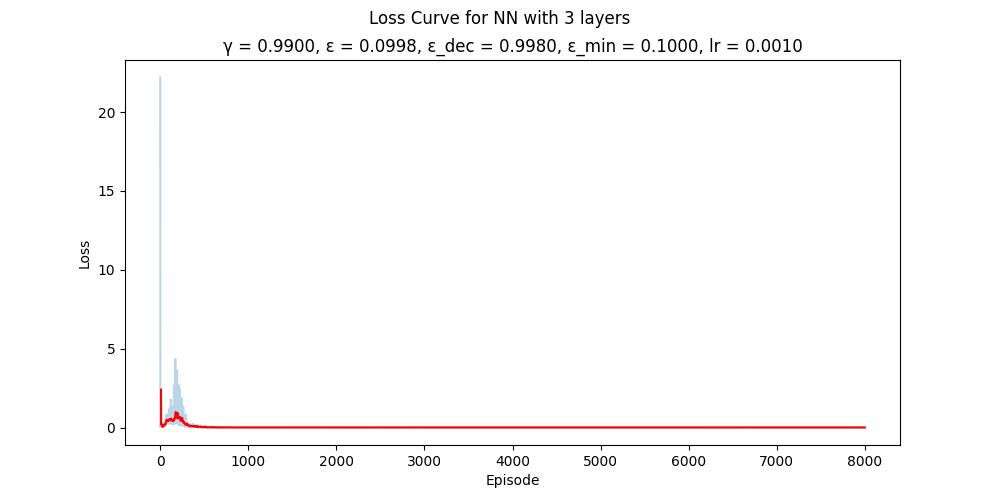 Loss Curve for NN with 3 layers
γ = 0.9900, ε = 0.0998, ε_dec = 0.9980, ε_min = 0.1000, lr = 0.0010
Loss
20
15
10
5
0
0 1000 2000 3000 4000 5000 6000 7000 8000
Episode